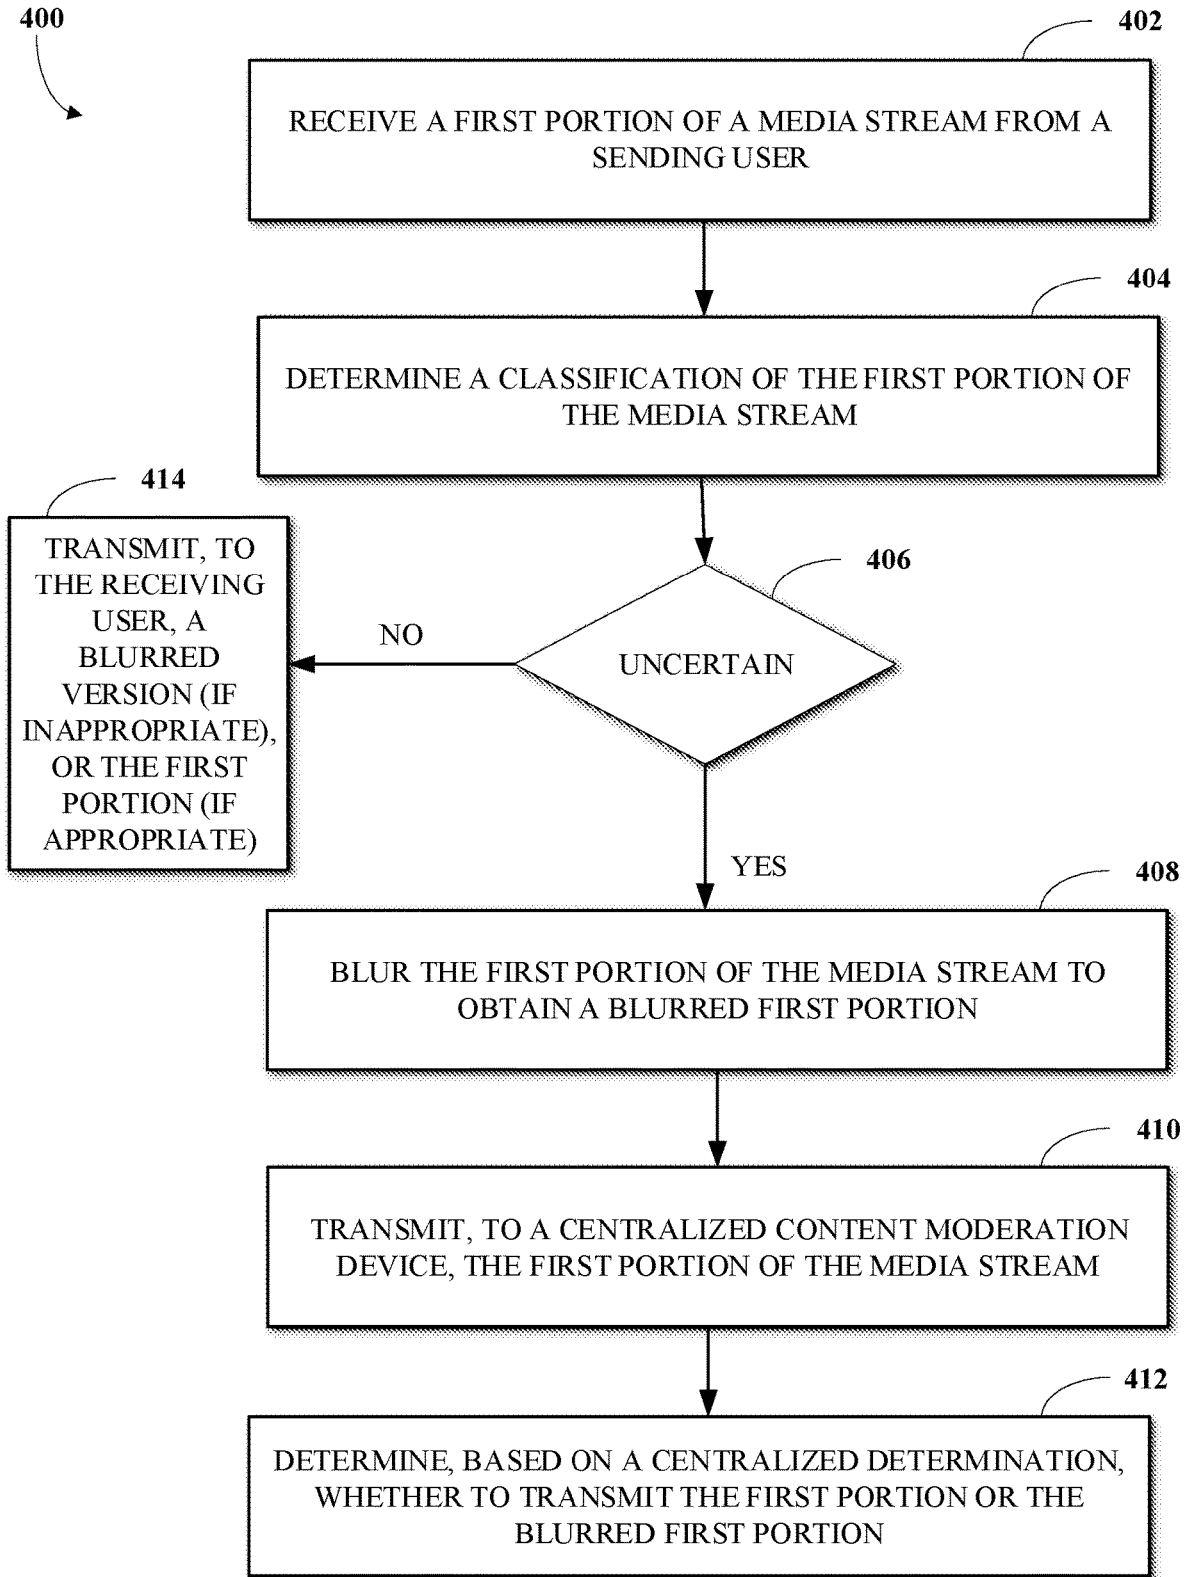 400
402
RECEIVE A FIRST PORTION OF A MEDIA STREAM FROM A
SENDING USER
404
DETERMINE A CLASSIFICATION OF THE FIRST PORTION OF
THE MEDIA STREAM
414
TRANSMIT, TO
THE RECEIVING
USER, A
BLURRED
VERSION (IF
INAPPROPRIATE),
OR THE FIRST
PORTION (IF
APPROPRIATE)
NO
406
UNCERTAIN
YES
408
BLUR THE FIRST PORTION OF THE MEDIA STREAM TO
OBTAIN A BLURRED FIRST PORTION
410
TRANSMIT, TO A CENTRALIZED CONTENT MODERATION
DEVICE, THE FIRST PORTION OF THE MEDIA STREAM
412
DETERMINE, BASED ON A CENTRALIZED DETERMINATION,
WHETHER TO TRANSMIT THE FIRST PORTION OR THE
BLURRED FIRST PORTION